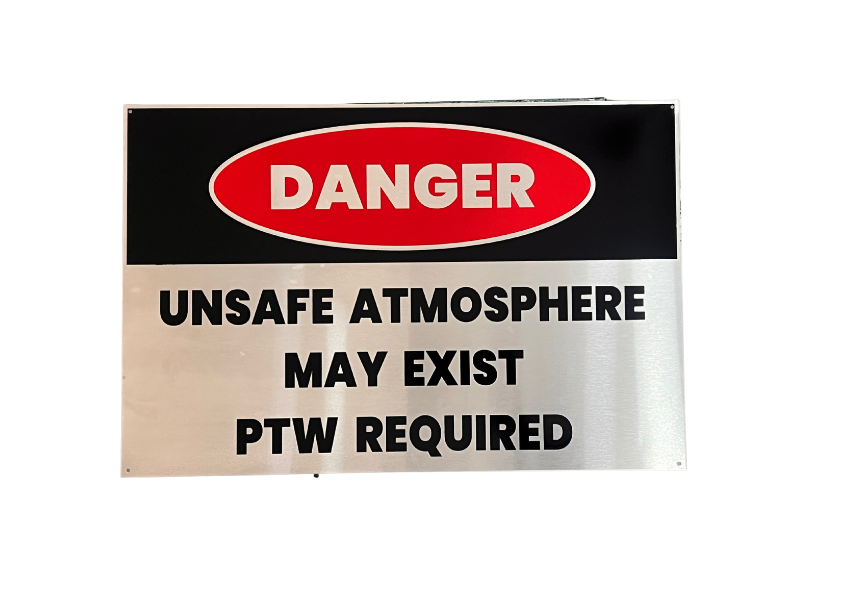 DANGER
UNSAFE ATMOSPHERE
MAY EXIST
PTW REQUIRED